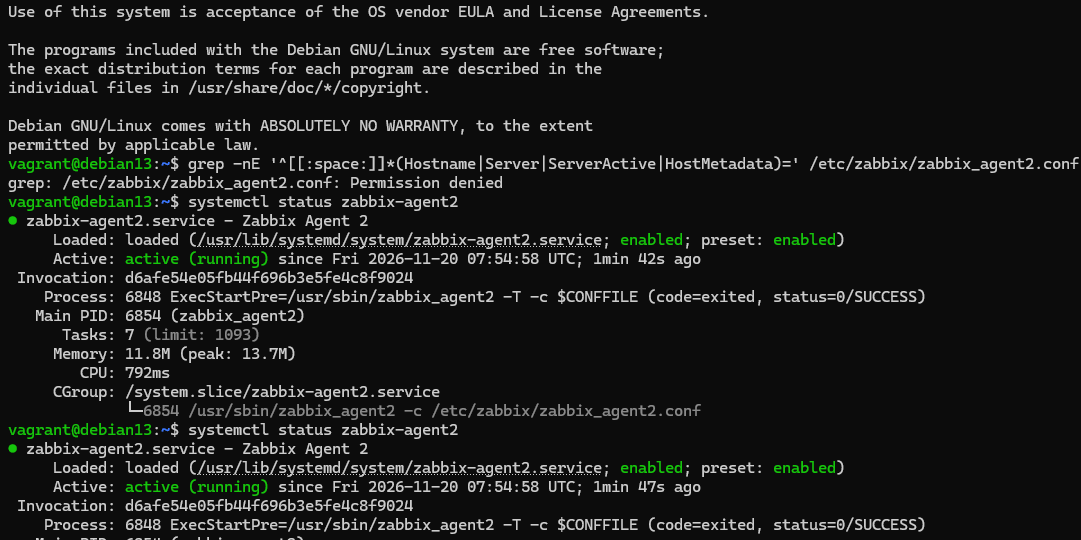 Use of this system is acceptance of the OS vendor EULA and License Agreements.

The programs included with the Debian GNU/Linux system are free software;
the exact distribution terms for each program are described in the
individual files in /usr/share/doc/*/copyright.

Debian GNU/Linux comes with ABSOLUTELY NO WARRANTY, to the extent
permitted by applicable law.
vagrant@debian13:~$ grep -nE '^[[:space:]]*(Hostname|Server|ServerActive|HostMetadata)=' /etc/zabbix/zabbix_agent2.conf
grep: /etc/zabbix/zabbix_agent2.conf: Permission denied
vagrant@debian13:~$ systemctl status zabbix-agent2
● zabbix-agent2.service - Zabbix Agent 2
     Loaded: loaded (/usr/lib/systemd/system/zabbix-agent2.service; enabled; preset: enabled)
     Active: active (running) since Fri 2026-11-20 07:54:58 UTC; 1min 42s ago
 Invocation: d6afe54e05fb44f696b3e5fe4c8f9024
    Process: 6848 ExecStartPre=/usr/sbin/zabbix_agent2 -T -c $CONFFILE (code=exited, status=0/SUCCESS)
   Main PID: 6854 (zabbix_agent2)
      Tasks: 7 (limit: 1093)
     Memory: 11.8M (peak: 13.7M)
        CPU: 792ms
     CGroup: /system.slice/zabbix-agent2.service
             └─6854 /usr/sbin/zabbix_agent2 -c /etc/zabbix/zabbix_agent2.conf
vagrant@debian13:~$ systemctl status zabbix-agent2
● zabbix-agent2.service - Zabbix Agent 2
     Loaded: loaded (/usr/lib/systemd/system/zabbix-agent2.service; enabled; preset: enabled)
     Active: active (running) since Fri 2026-11-20 07:54:58 UTC; 1min 47s ago
 Invocation: d6afe54e05fb44f696b3e5fe4c8f9024
    Process: 6848 ExecStartPre=/usr/sbin/zabbix_agent2 -T -c $CONFFILE (code=exited, status=0/SUCCESS)